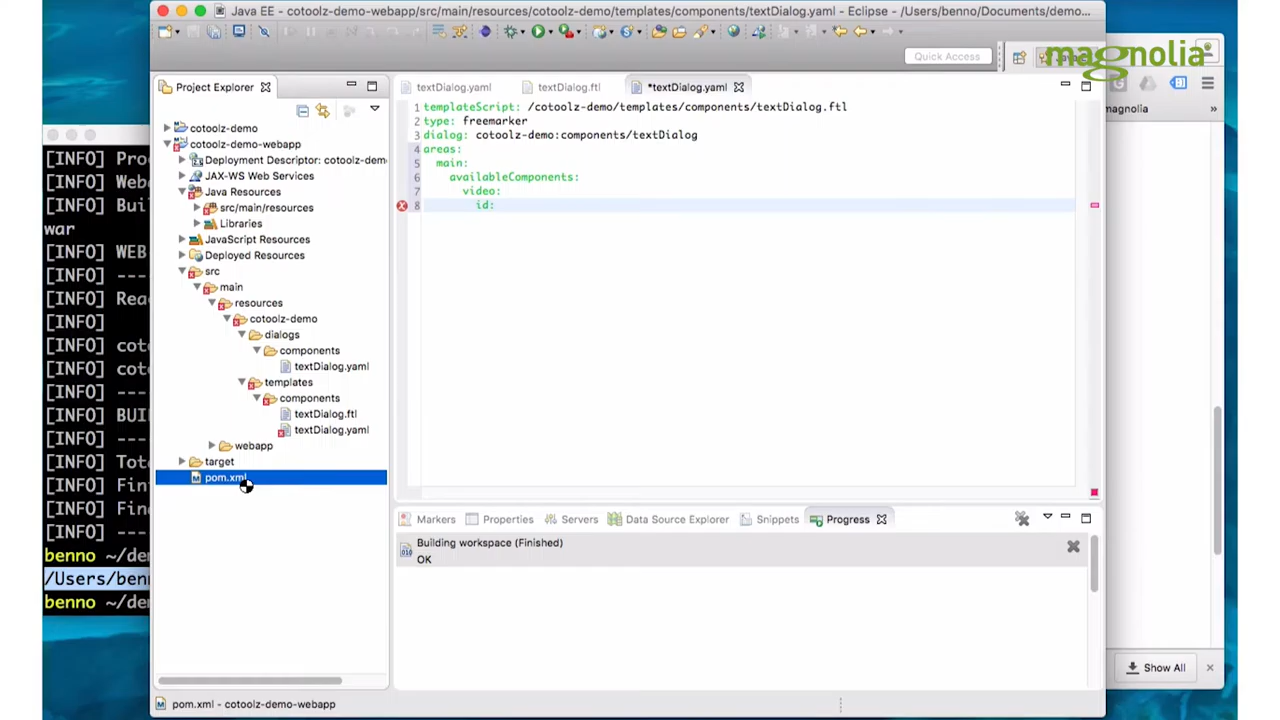 Java EE - cotoolz-demo-webapp/src/main/resources/cotoolz-demo/templates/components/textDialog.yaml - Eclipse - /Users/benno/Documents/demo...
magnolia
Quick Access
Project Explorer
textDialog.yaml
textDialog.ftl
*textDialog.yaml
magnolia
»
cotoolz-demo
cotoolz-demo-webapp
Deployment Descriptor: cotoolz-dem
JAX-WS Web Services
Java Resources
src/main/resources
Libraries
JavaScript Resources
Deployed Resources
src
main
resources
cotoolz-demo
dialogs
components
textDialog.yaml
templates
components
textDialog.ftl
textDialog.yaml
webapp
target
pom.xml
1 templateScript: /cotoolz-demo/templates/components/textDialog.ftl
2 type: freemarker
3 dialog: cotoolz-demo:components/textDialog
4 areas:
5 main:
6 availableComponents:
7 video:
8 id:
[INFO] Pro
[INFO] Web
[INFO] Bui
war
[INFO] WEB
[INFO] ---
[INFO] Rea
[INFO]
[INFO] cot
[INFO] cot
[INFO] ---
[INFO] BUI
[INFO] ---
[INFO] Tot
[INFO] Fin
[INFO] Fin
[INFO] ---
benno ~/de
/Users/ben
benno ~/de
Markers
Properties
Servers
Data Source Explorer
Snippets
Progress
Building workspace (Finished)
OK
Show All
pom.xml - cotoolz-demo-webapp